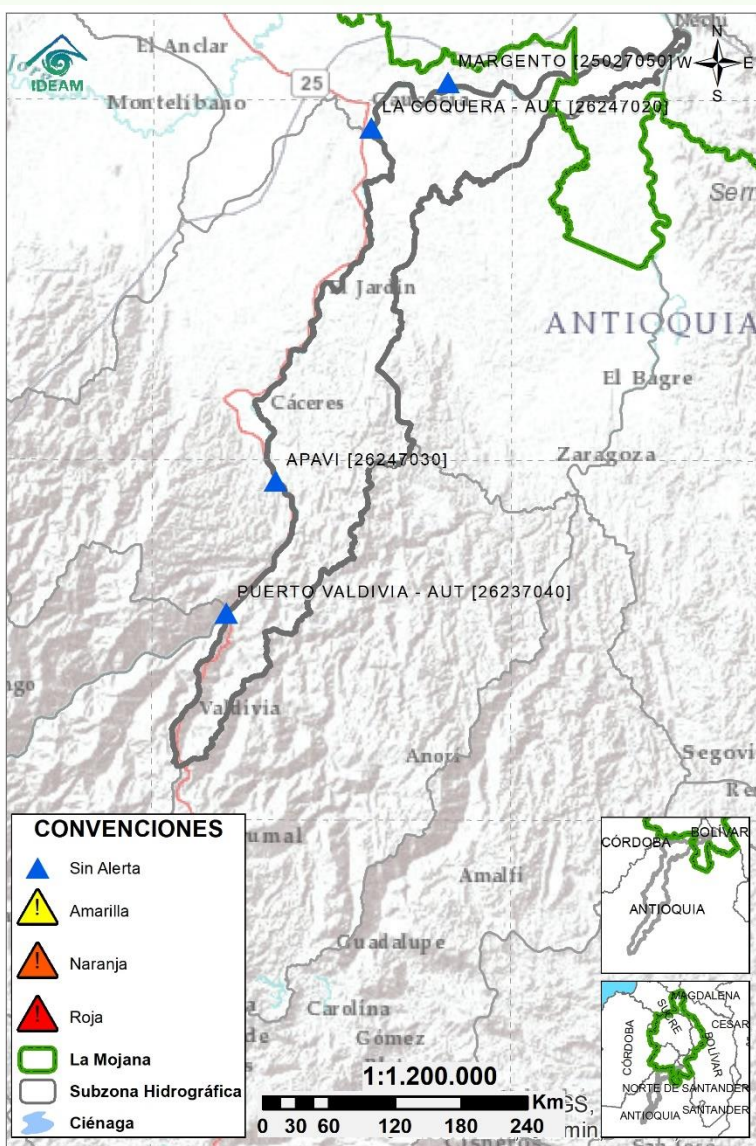 IDEAM
El Anclar
Nechí
N
W
E
S
MARGENTO [25027050]
25
Montelíbano
LA COQUERA - AUT [26247020]
El Jardín
ANTIOQUIA
El Bagre
Cáceres
APAVI [26247030]
Zaragoza
PUERTO VALDIVIA - AUT [26237040]
Valdivia
Anorí
Amalfi
Guadalupe
Carolina
Gómez
CONVENCIONES
Sin Alerta
Amarilla
Naranja
Roja
La Mojana
Subzona Hidrográfica
Ciénaga
1:1.200.000
Km
0 30 60 120 180 240
Cisneros
CÓRDOBA
BOLÍVAR
ANTIOQUIA
MAGDALENA
SUCRE
CESAR
CÓRDOBA
BOLÍVAR
NORTE DE SANTANDER
ANTIOQUIA
SANTANDER